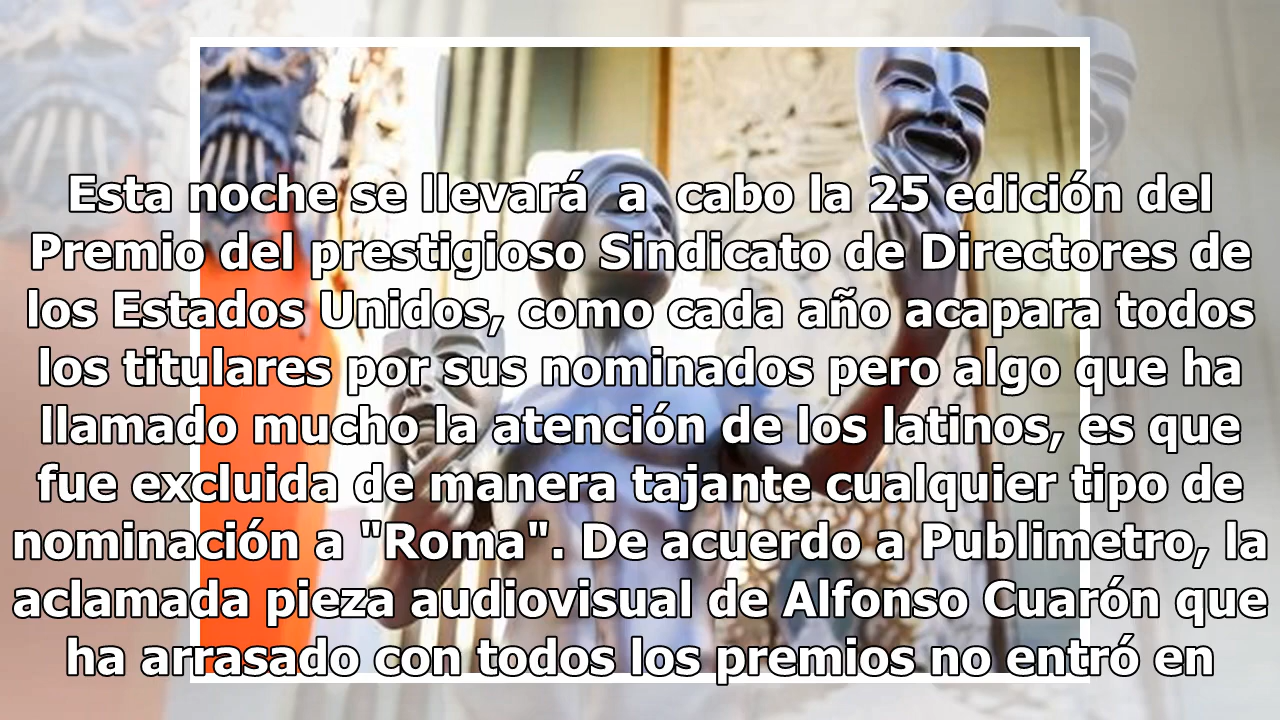 Esta noche se llevará a cabo la 25 edición del
Premio del prestigioso Sindicato de Directores de
los Estados Unidos, como cada año acapara todos
los titulares por sus nominados pero algo que ha
llamado mucho la atención de los latinos, es que
fue excluida de manera tajante cualquier tipo de
nominación a "Roma". De acuerdo a Publimetro, la
aclamada pieza audiovisual de Alfonso Cuarón que
ha arrasado con todos los premios no entró en